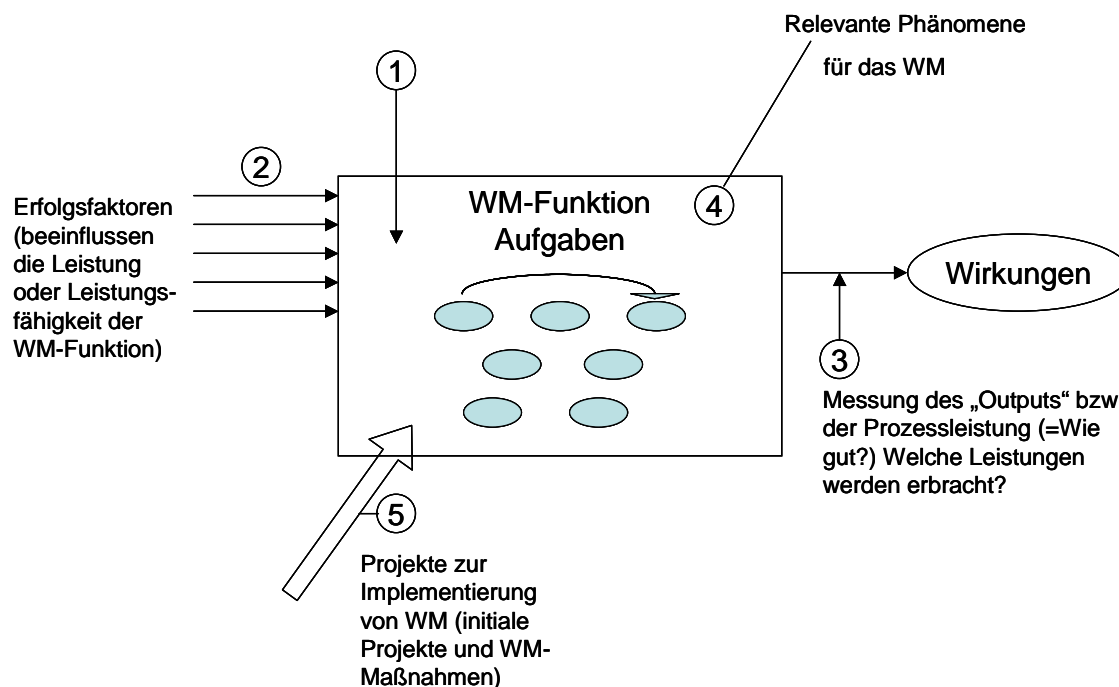 Relevante Phänomene
für das WM
1
2
Erfolgsfaktoren
(beeinflussen
die Leistung
oder Leistungs-
fähigkeit der
WM-Funktion)
WM-Funktion
Aufgaben
4
Wirkungen
3
Messung des „Outputs“ bzw
der Prozessleistung (=Wie
gut?) Welche Leistungen
werden erbracht?
5
Projekte zur
Implementierung
von WM (initiale
Projekte und WM-
Maßnahmen)